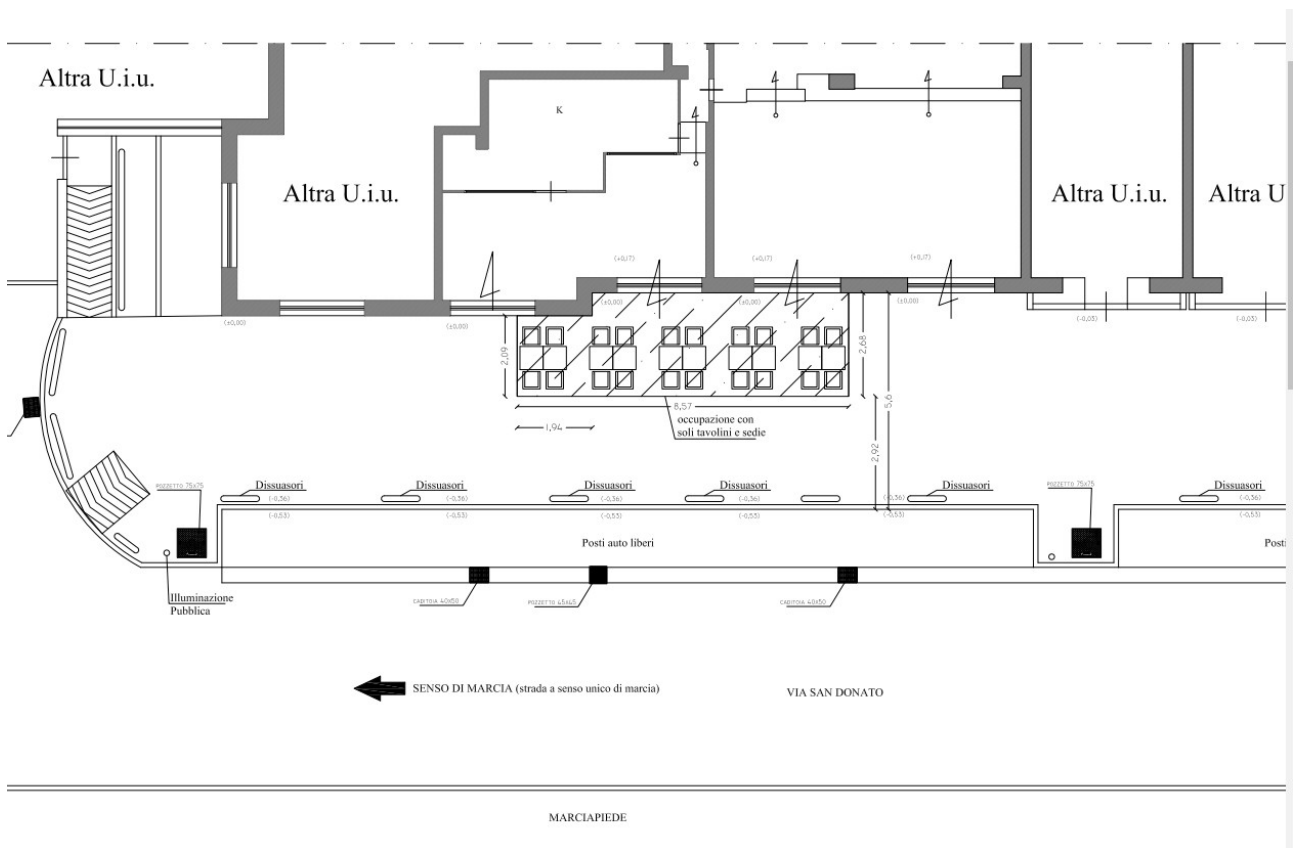 Altra U.i.u.
K
Altra U.i.u.
Altra U.i.u.
Altra U
(+0,17)
(+0,17)
(+0,17)
(±0,00)
(±0,00)
(±0,00)
(±0,00)
(±0,00)
(-0,03)
(-0,03)
2,09
2,68
5,6
8,57
1,94
2,92
occupazione con
soli tavolini e sedie
POZZETTO 75x75
Dissuasori
Dissuasori
Dissuasori
Dissuasori
Dissuasori
POZZETTO 75x75
Dissuasori
(-0,36)
(-0,36)
(-0,36)
(-0,36)
(-0,36)
(-0,36)
(-0,53)
(-0,53)
(-0,53)
(-0,53)
(-0,53)
(-0,53)
Posti auto liberi
Posti
Illuminazione
Pubblica
CADITOIA 40x50
POZZETTO 45x45
CADITOIA 40x50
SENSO DI MARCIA (strada a senso unico di marcia)
VIA SAN DONATO
MARCIAPIEDE